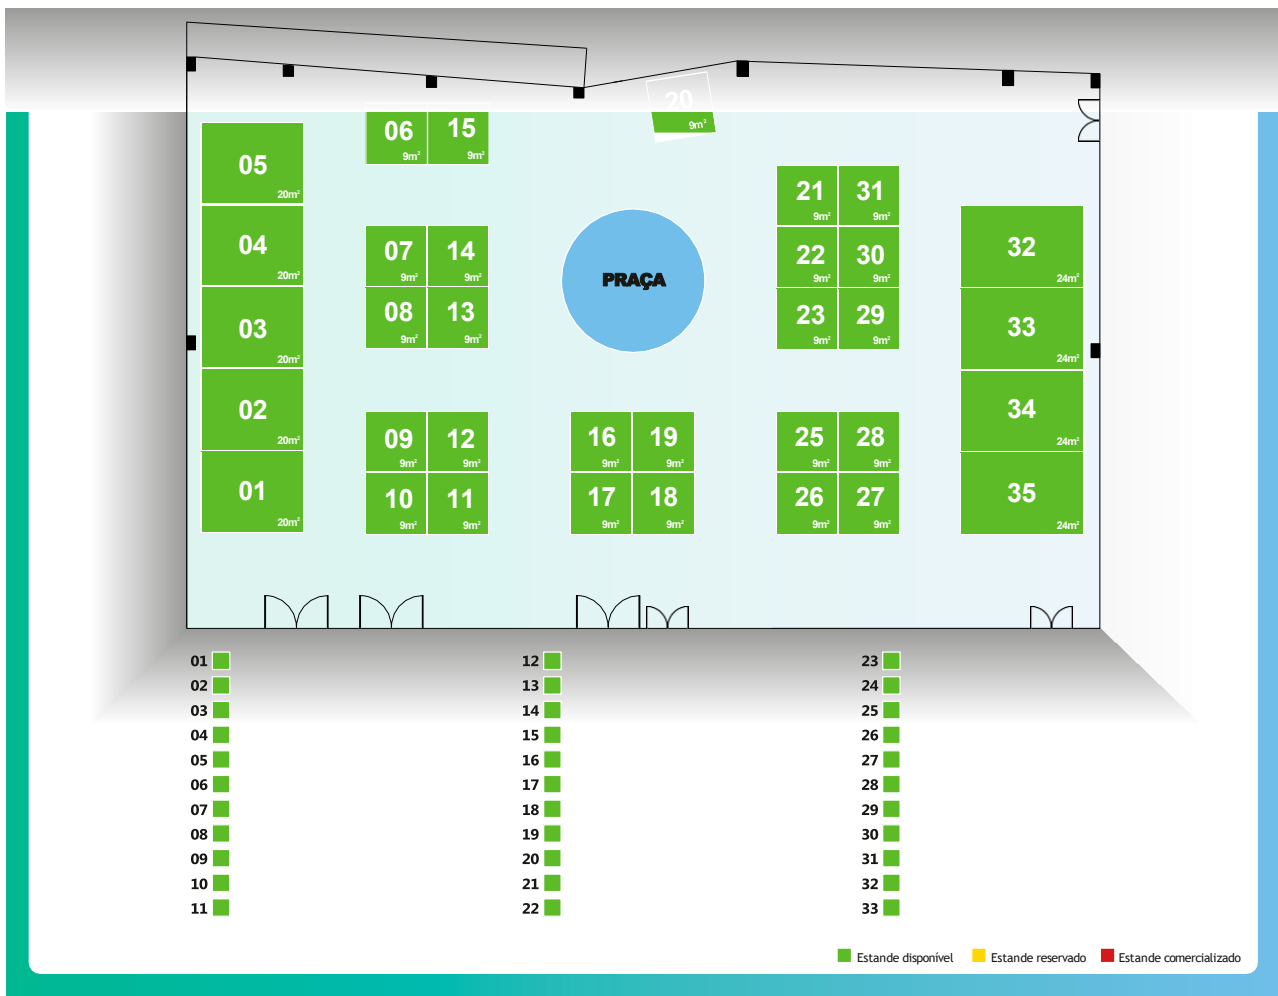 20
9m²
06
15
9m²
9m²
05
20m²
21
31
9m²
9m²
04
20m²
07
14
9m²
9m²
32
24m²
22
30
9m²
9m²
PRAÇA
03
20m²
08
13
9m²
9m²
23
29
9m²
9m²
33
24m²
02
20m²
09
12
9m²
9m²
16
19
9m²
9m²
25
28
9m²
9m²
34
24m²
01
20m²
10
11
9m²
9m²
17
18
9m²
9m²
26
27
9m²
9m²
35
24m²
01
02
03
04
05
06
07
08
09
10
11
12
13
14
15
16
17
18
19
20
21
22
23
24
25
26
27
28
29
30
31
32
33
Estande disponível
Estande reservado
Estande comercializado